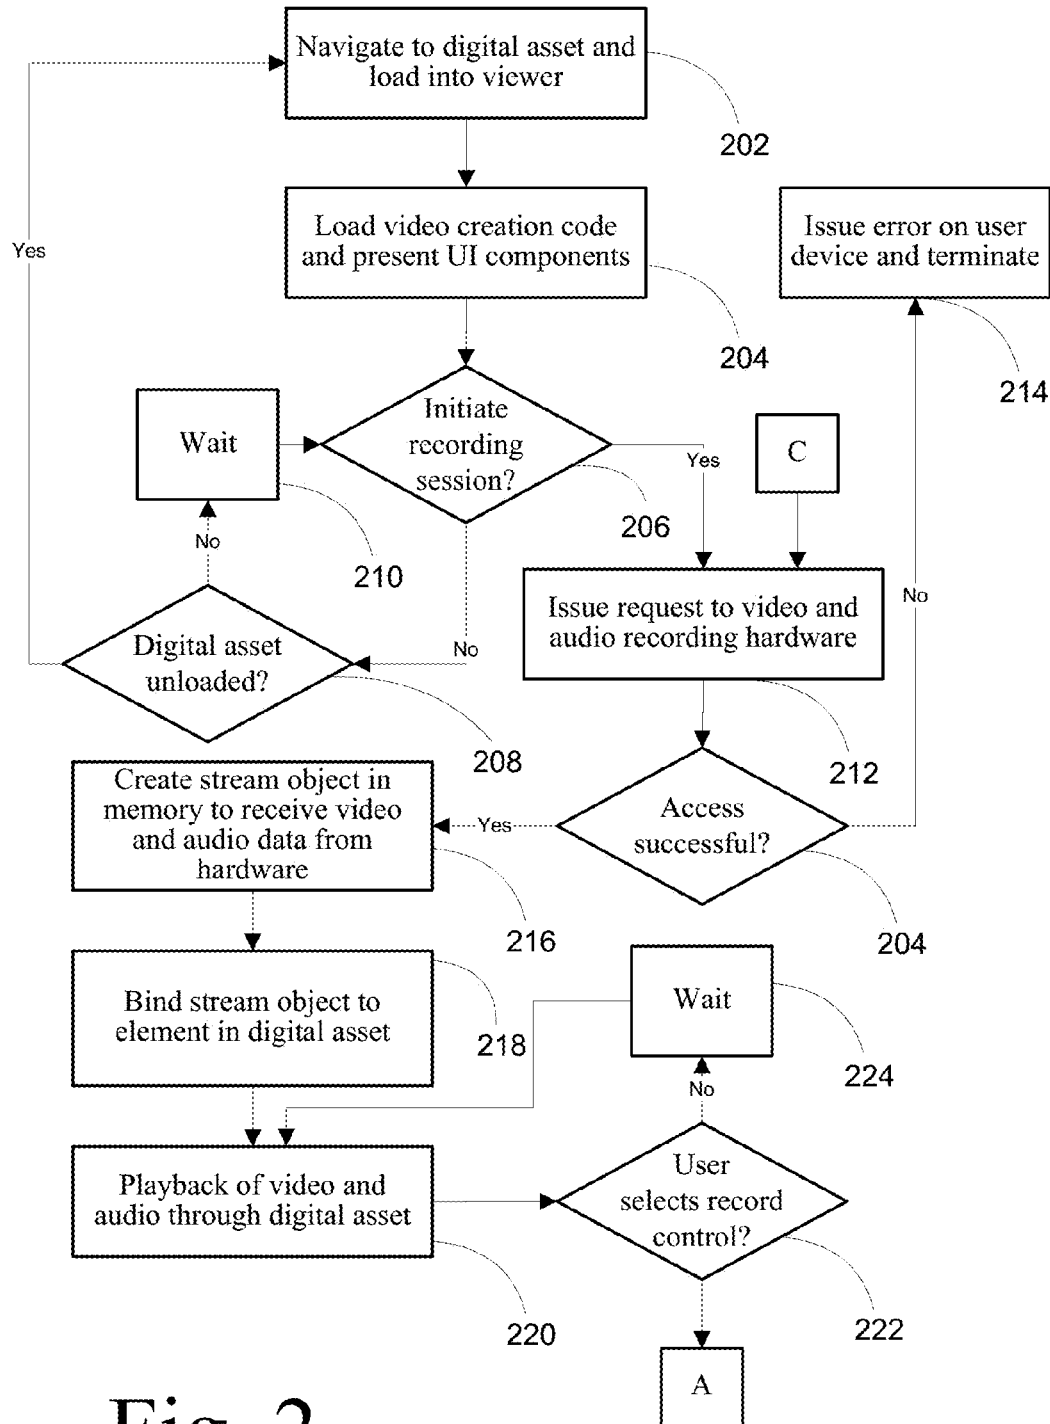 Navigate to digital asset and
load into viewer
202
Load video creation code
and present UI components
204
Issue error on user
device and terminate
214
Yes
Wait
210
Initiate
recording
session?
206
Yes
C
No
Digital asset
unloaded?
208
No
Issue request to video and
audio recording hardware
212
No
Create stream object in
memory to receive video
and audio data from
hardware
216
Yes
Access
successful?
204
Bind stream object to
element in digital asset
218
Wait
224
No
Playback of video and
audio through digital asset
220
User
selects record
control?
222
A